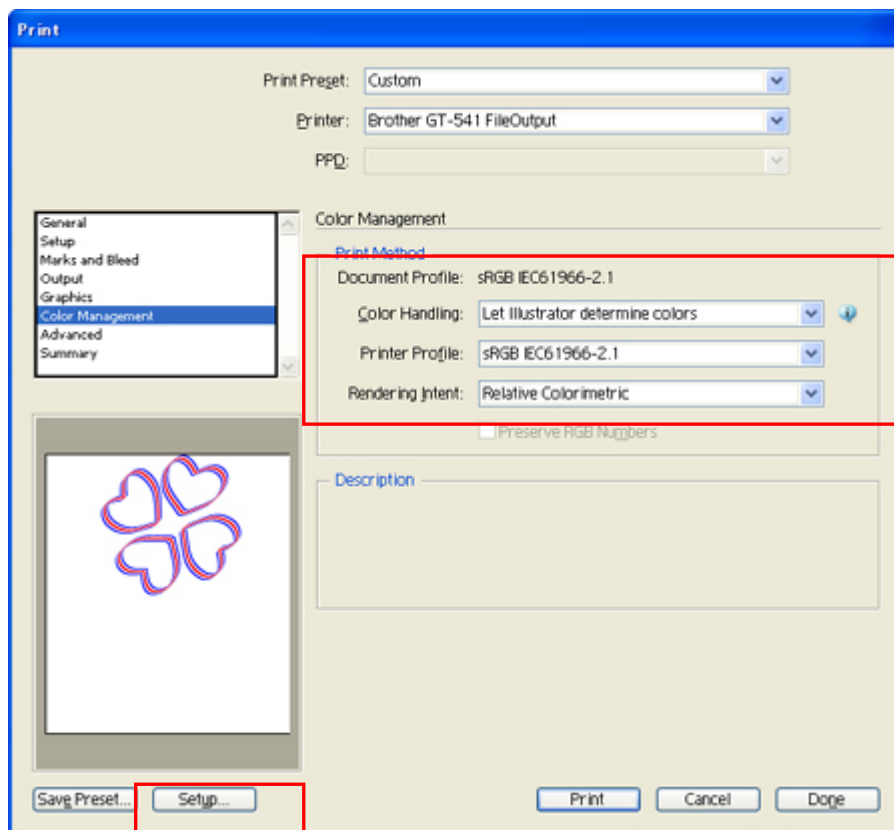 Print
Print Preset: Custom
Printer: Brother GT-541 FileOutput
PPD:
General
Setup
Marks and Bleed
Output
Graphics
Color Management
Advanced
Summary
Color Management
Print Method
Document Profile: sRGB IEC61966-2.1
Color Handling: Let Illustrator determine colors
Printer Profile: sRGB IEC61966-2.1
Rendering Intent: Relative Colorimetric
Preserve RGB Numbers
Description
Save Preset... Setup... Print Cancel Done